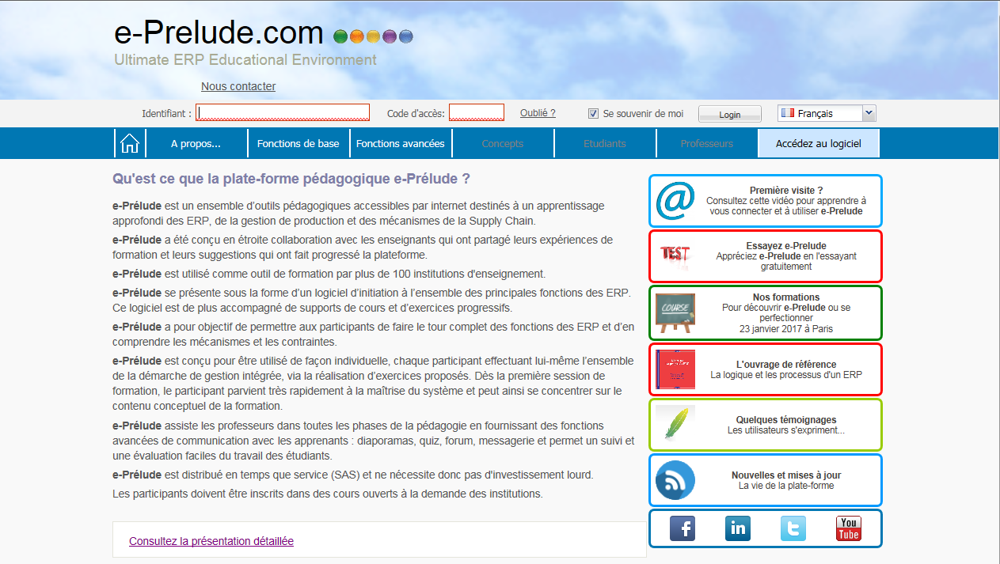 e-Prelude.com
Ultimate ERP Educational Environment
Nous contacter
Identifiant :
Code d'accès:
Oublié ?
Se souvenir de moi
Login
Français
A propos...
Fonctions de base
Fonctions avancées
Concepts
Etudiants
Professeurs
Accédez au logiciel
Qu'est ce que la plate-forme pédagogique e-Prélude ?
e-Prélude est un ensemble d’outils pédagogiques accessibles par internet destinés à un apprentissage
approfondi des ERP, de la gestion de production et des mécanismes de la Supply Chain.
e-Prélude a été conçu en étroite collaboration avec les enseignants qui ont partagé leurs expériences de
formation et leurs suggestions qui ont fait progressé la plateforme.
e-Prélude est utilisé comme outil de formation par plus de 100 institutions d'enseignement.
e-Prélude se présente sous la forme d’un logiciel d’initiation à l’ensemble des principales fonctions des ERP.
Ce logiciel est de plus accompagné de supports de cours et d’exercices progressifs.
e-Prélude a pour objectif de permettre aux participants de faire le tour complet des fonctions des ERP et d’en
comprendre les mécanismes et les contraintes.
e-Prélude est conçu pour être utilisé de façon individuelle, chaque participant effectuant lui-même l’ensemble
de la démarche de gestion intégrée, via la réalisation d’exercices proposés. Dès la première session de
formation, le participant parvient très rapidement à la maîtrise du système et peut ainsi se concentrer sur le
contenu conceptuel de la formation.
e-Prélude assiste les professeurs dans toutes les phases de la pédagogie en fournissant des fonctions
avancées de communication avec les apprenants : diaporamas, quiz, forum, messagerie et permet un suivi et
une évaluation faciles du travail des étudiants.
e-Prélude est distribué en temps que service (SAS) et ne nécessite donc pas d'investissement lourd.
Les participants doivent être inscrits dans des cours ouverts à la demande des institutions.
Consultez la présentation détaillée
@
Première visite ?
Consultez cette vidéo pour apprendre à
vous connecter et à utiliser e-Prelude
TEST
Essayez e-Prelude
Appréciez e-Prelude en l'essayant
gratuitement
COURSE
Nos formations
Pour découvrir e-Prelude ou se
perfectionner
23 janvier 2017 à Paris
L'ouvrage de référence
La logique et les processus d'un ERP
Quelques témoignages
Les utilisateurs s'expriment...
Nouvelles et mises à jour
La vie de la plate-forme
f
in
t
You
Tube